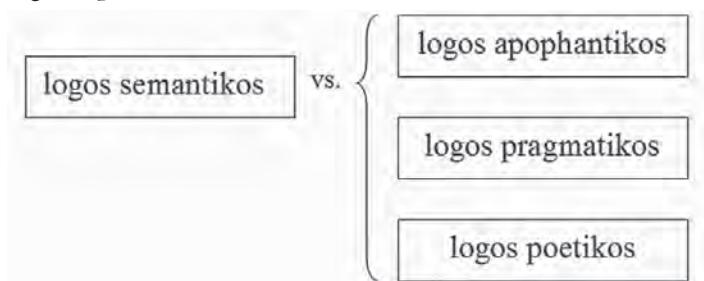 logos semantikos
vs.
logos apophantikos
logos pragmatikos
logos poetikos